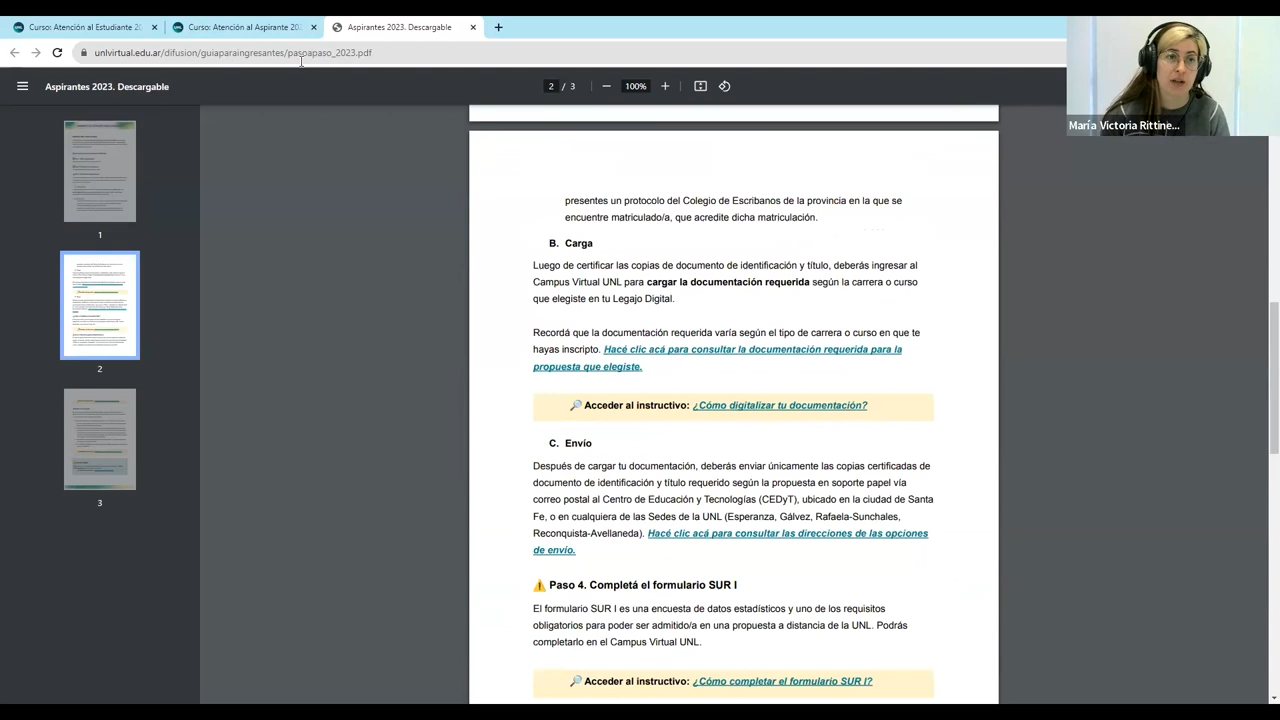 Curso: Atención al Estudiante 20
Curso: Atención al Aspirante 202
Aspirantes 2023. Descargable
unlvirtual.edu.ar/difusion/guiaparaingresantes/pasoapaso_2023.pdf
Aspirantes 2023. Descargable
2 / 3
100%
María Victoria Rittine...
1
2
3
presentes un protocolo del Colegio de Escribanos de la provincia en la que se
encuentre matriculado/a, que acredite dicha matriculación.
B. Carga
Luego de certificar las copias de documento de identificación y título, deberás ingresar al
Campus Virtual UNL para cargar la documentación requerida según la carrera o curso
que elegiste en tu Legajo Digital.
Recordá que la documentación requerida varía según el tipo de carrera o curso en que te
hayas inscripto. Hacé clic acá para consultar la documentación requerida para la
propuesta que elegiste.
🔎 Acceder al instructivo: ¿Cómo digitalizar tu documentación?
C. Envío
Después de cargar tu documentación, deberás enviar únicamente las copias certificadas de
documento de identificación y título requerido según la propuesta en soporte papel vía
correo postal al Centro de Educación y Tecnologías (CEDyT), ubicado en la ciudad de Santa
Fe, o en cualquiera de las Sedes de la UNL (Esperanza, Gálvez, Rafaela-Sunchales,
Reconquista-Avellaneda). Hacé clic acá para consultar las direcciones de las opciones
de envío.
⚠️ Paso 4. Completá el formulario SUR I
El formulario SUR I es una encuesta de datos estadísticos y uno de los requisitos
obligatorios para poder ser admitido/a en una propuesta a distancia de la UNL. Podrás
completarlo en el Campus Virtual UNL.
🔎 Acceder al instructivo: ¿Cómo completar el formulario SUR I?